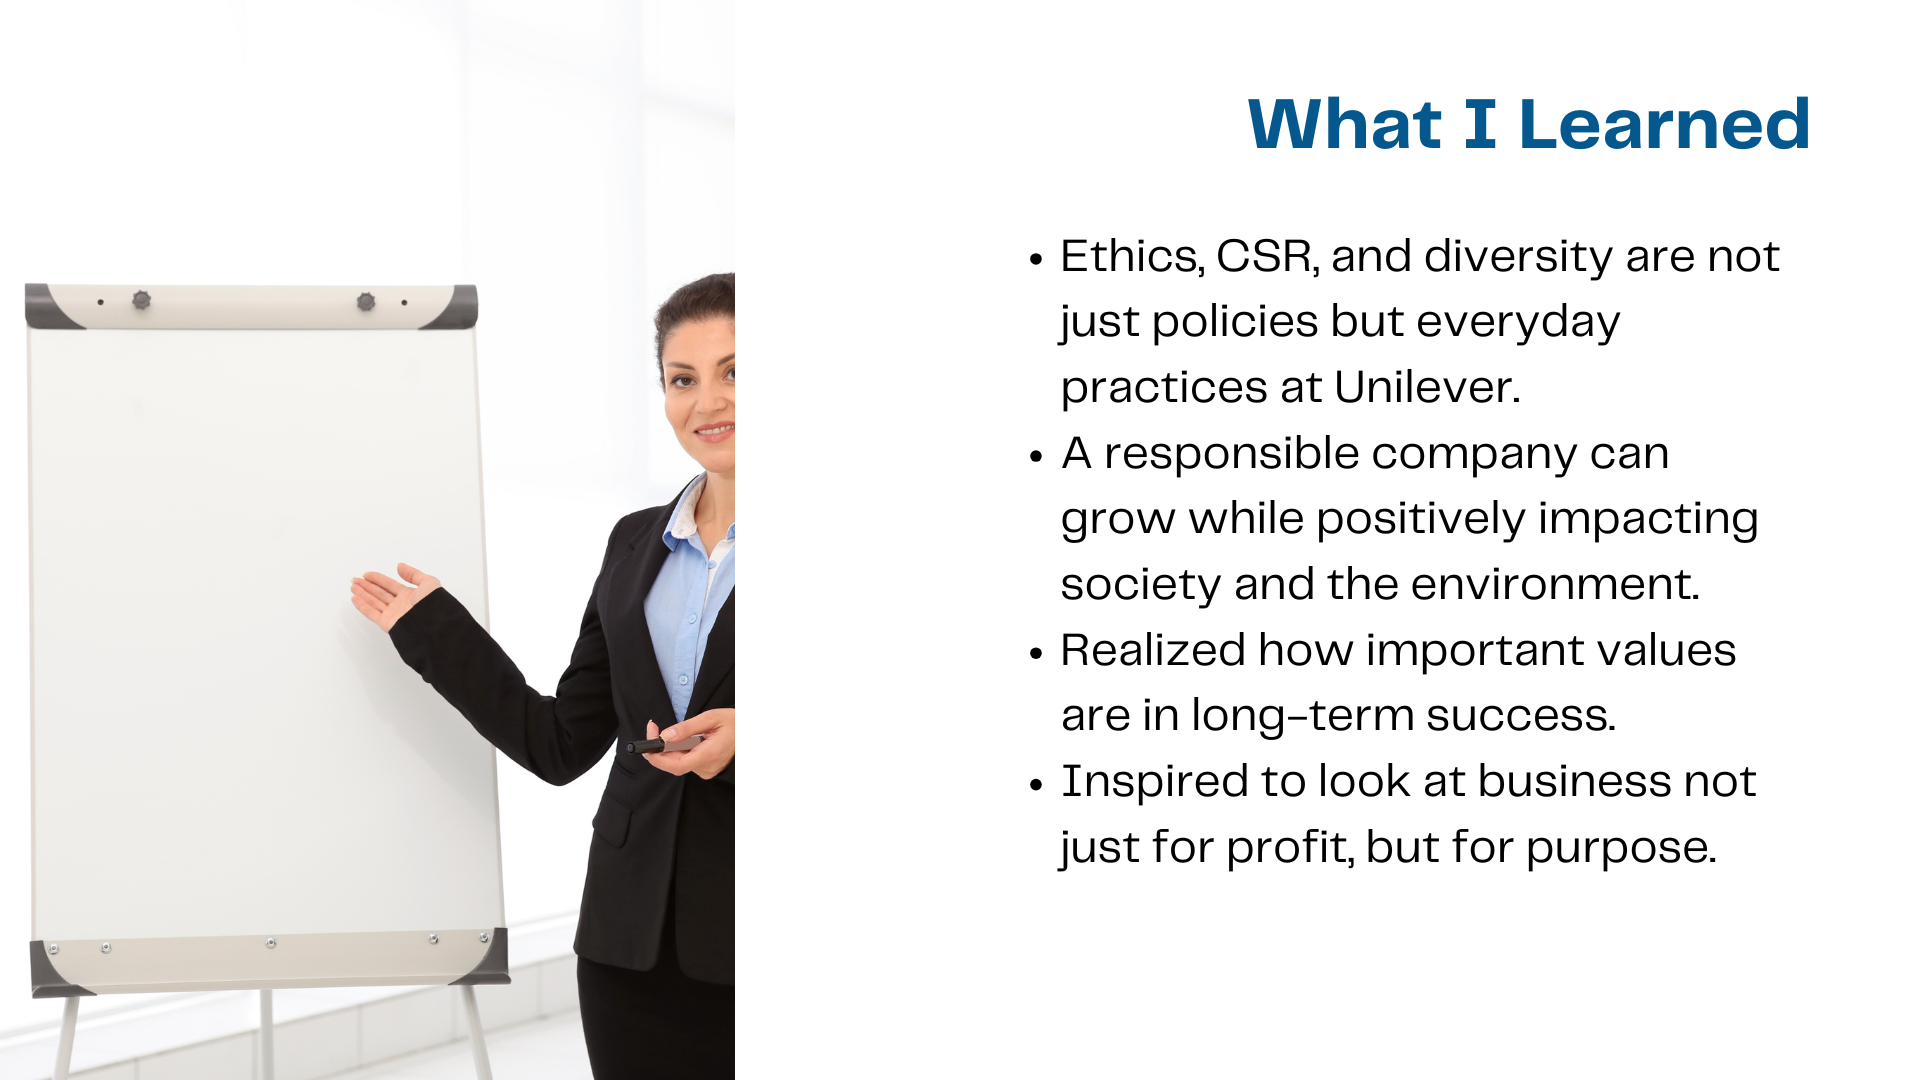 What I Learned
• Ethics, CSR, and diversity are not
just policies but everyday
practices at Unilever.
• A responsible company can
grow while positively impacting
society and the environment.
• Realized how important values
are in long-term success.
• Inspired to look at business not
just for profit, but for purpose.